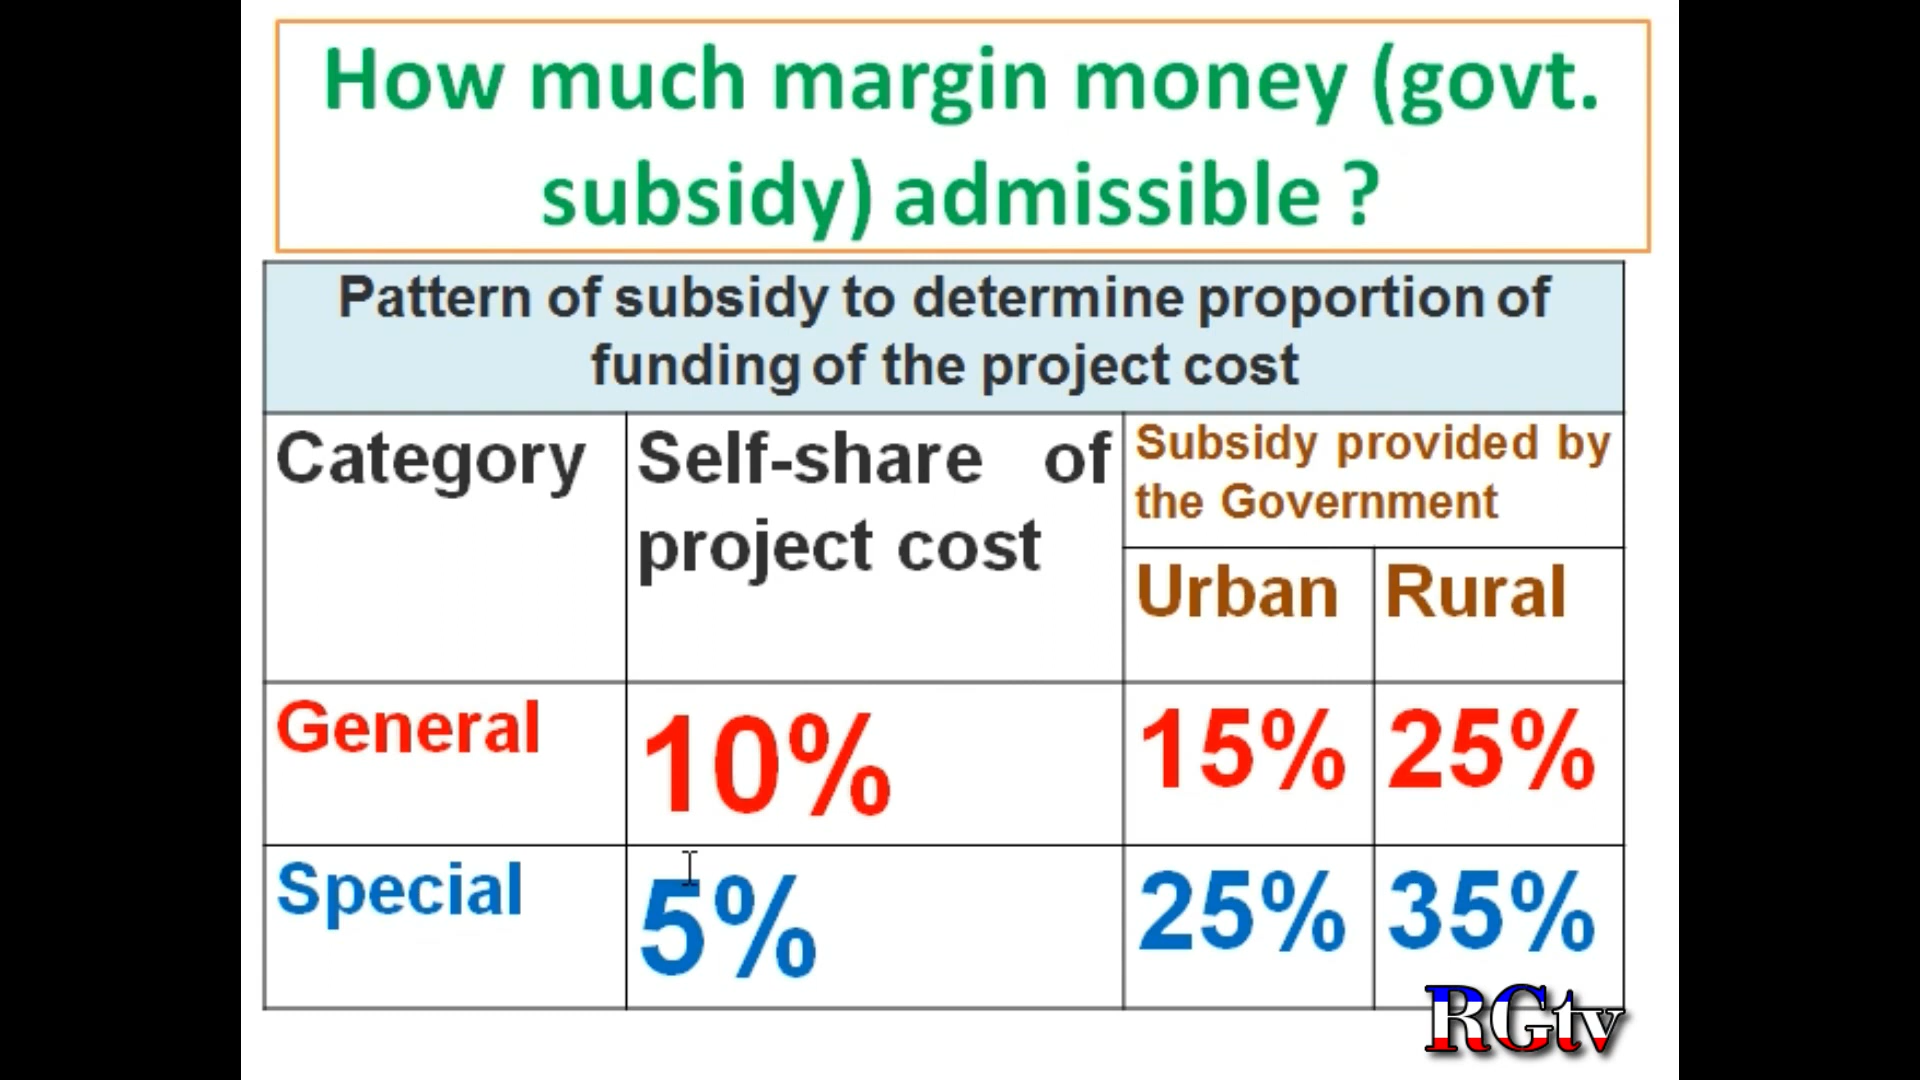 How much margin money (govt.
subsidy) admissible ?
Pattern of subsidy to determine proportion of
funding of the project cost
Category
Self-share of
project cost
Subsidy provided by
the Government
Urban
Rural
General
10%
15%
25%
Special
5%
25%
35%
RGtv